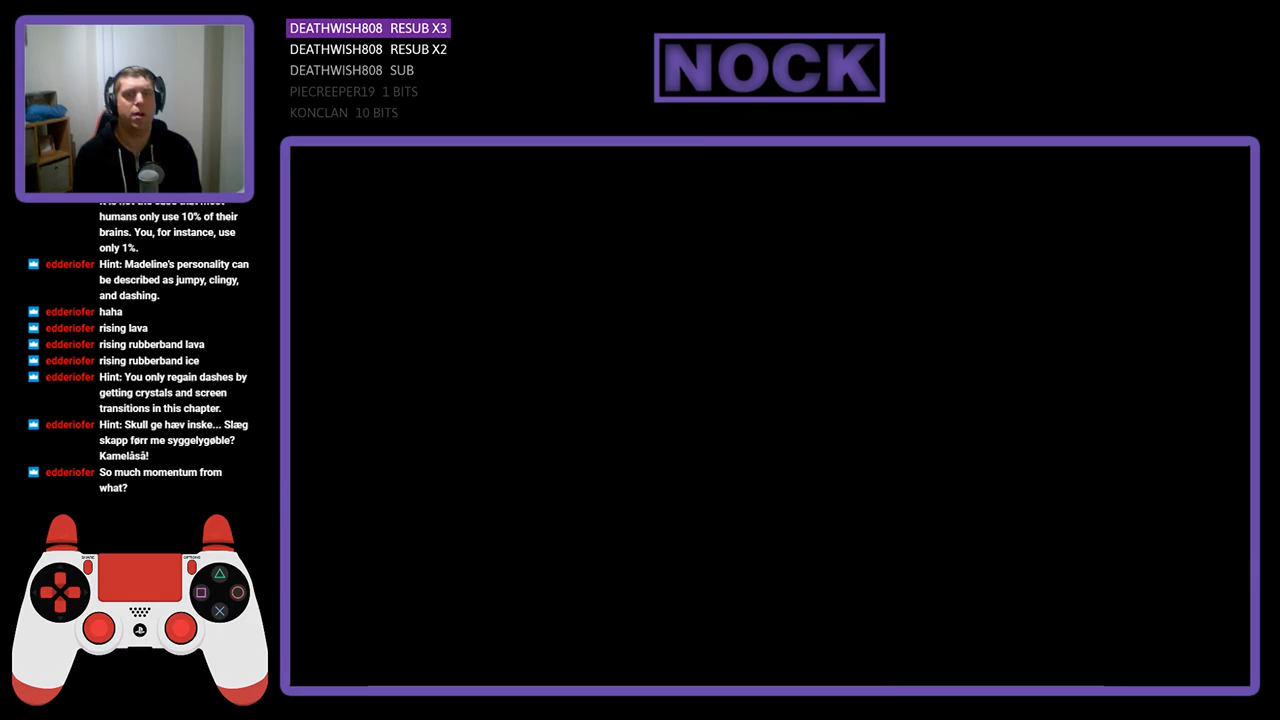 DEATHWISH808 RESUB X3
DEATHWISH808 RESUB X2
DEATHWISH808 SUB
PIECREEPER19 1 BITS
KONCLAN 10 BITS
NOCK
humans only use 10% of their
brains. You, for instance, use
only 1%.
edderiofer Hint: Madeline's personality can
be described as jumpy, clingy,
and dashing.
edderiofer haha
edderiofer rising lava
edderiofer rising rubberband lava
edderiofer rising rubberband ice
edderiofer Hint: You only regain dashes by
getting crystals and screen
transitions in this chapter.
edderiofer Hint: Skull ge hæv inske... Slæg
skapp førr me syggelygøble?
Kamelåså!
edderiofer So much momentum from
what?
SHARE
OPTIONS